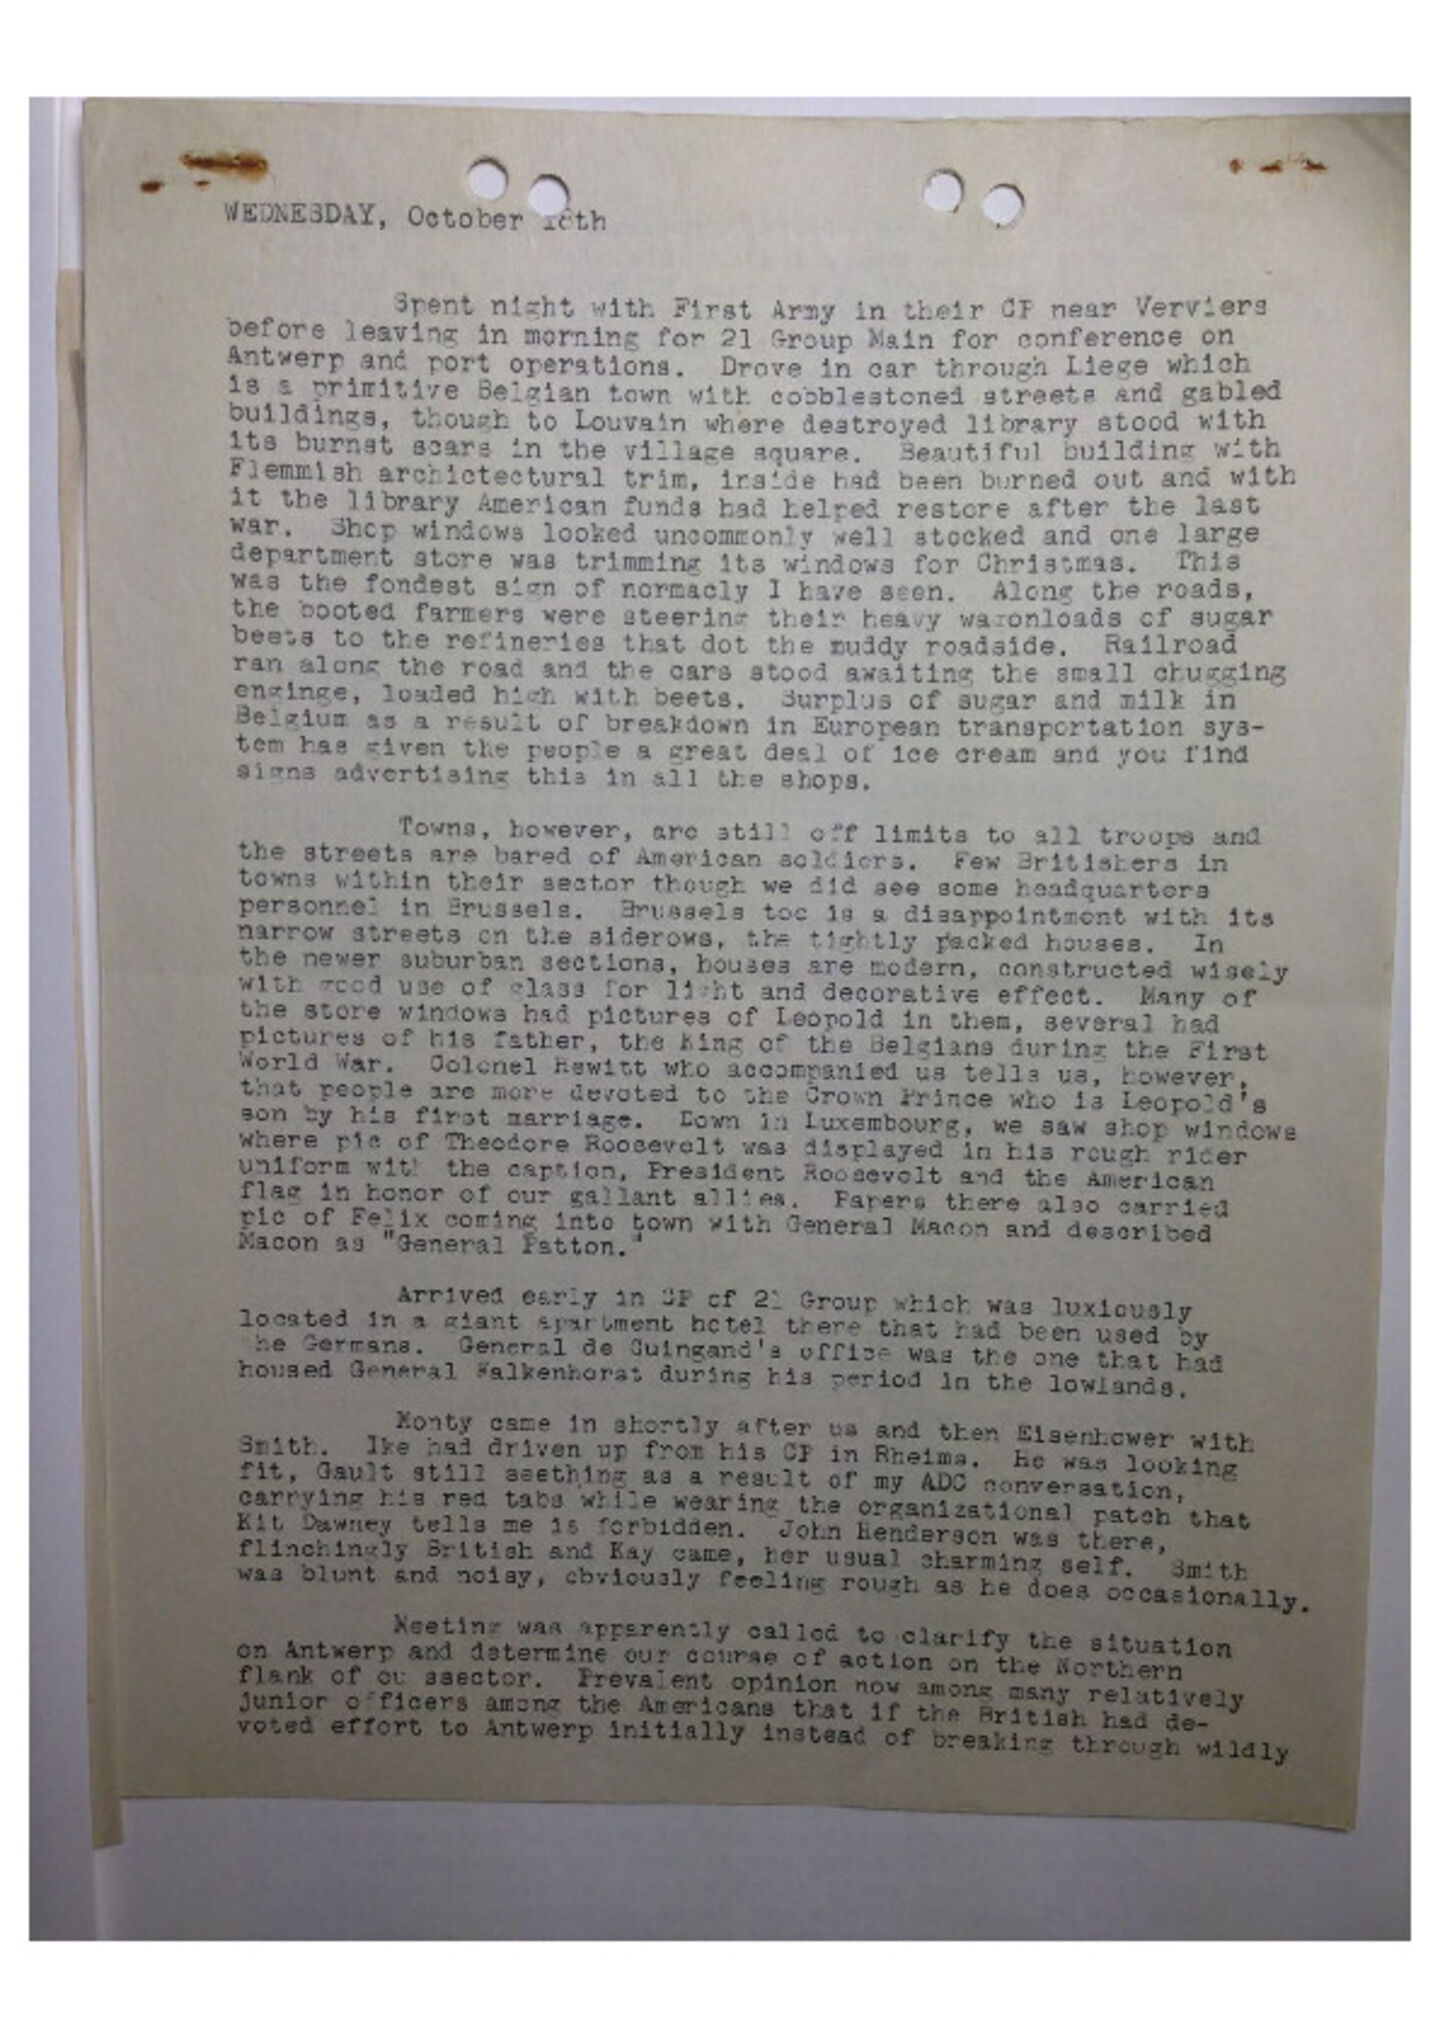 WEDNESDAY, October 18th
Spent night with First Army in their CP near Verviers
before leaving in morning for 21 Group Main for conference on
Antwerp and port operations. Drove in car through Liege which
is a primitive Belgian town with cobblestoned streets and gabled
buildings, though to Louvain where destroyed library stood with
its burnst scars in the village square. Beautiful building with
Flemmish archictectural trim, inside had been burned out and with
it the library American funds had helped restore after the last
war. Shop windows looked uncommonly well stocked and one large
department store was trimming its windows for Christmas. This
was the fondest sign of normacly I have seen. Along the roads,
the booted farmers were steering their heavy wagonloads of sugar
beets to the refineries that dot the muddy roadside. Railroad
ran along the road and the cars stood awaiting the small chugging
enginge, loaded high with beets. Surplus of sugar and milk in
Belgium as a result of breakdown in European transportation sys-
tem has given the people a great deal of ice cream and you find
signs advertising this in all the shops.
Towns, however, are still off limits to all troops and
the streets are bared of American soldiers. Few Britishers in
towns within their sector though we did see some headquarters
personnel in Brussels. Brussels too is a disappointment with its
narrow streets on the siderows, the tightly packed houses. In
the newer suburban sections, houses are modern, constructed wisely
with good use of glass for light and decorative effect. Many of
the store windows had pictures of Leopold in them, several had
pictures of his father, the King of the Belgians during the First
World War. Colonel Hewitt who accompanied us tells us, however,
that people are more devoted to the Crown Prince who is Leopold's
son by his first marriage. Down in Luxembourg, we saw shop windows
where pic of Theodore Roosevelt was displayed in his rough rider
uniform with the caption, President Roosevelt and the American
flag in honor of our gallant allies. Papers there also carried
pic of Felix coming into town with General Macon and described
Macon as "General Patton."
Arrived early in CP of 21 Group which was luxiously
located in a giant apartment hotel there that had been used by
he Germans. General de Guingand's office was the one that had
housed General Falkenhorst during his period in the lowlands.
Monty came in shortly after us and then Eisenhower with
Smith. Ike had driven up from his CP in Rheims. He was looking
fit, Gault still seething as a result of my ADC conversation,
carrying his red tabs while wearing the organizational patch that
Kit Dawney tells me is forbidden. John Henderson was there,
flinchingly British and Kay came, her usual charming self. Smith
was blunt and noisy, obviously feeling rough as he does occasionally.
Meeting was apparently called to clarify the situation
on Antwerp and determine our course of action on the Northern
flank of ou ssector. Prevalent opinion now among many relatively
junior officers among the Americans that if the British had de-
voted effort to Antwerp initially instead of breaking through wildly